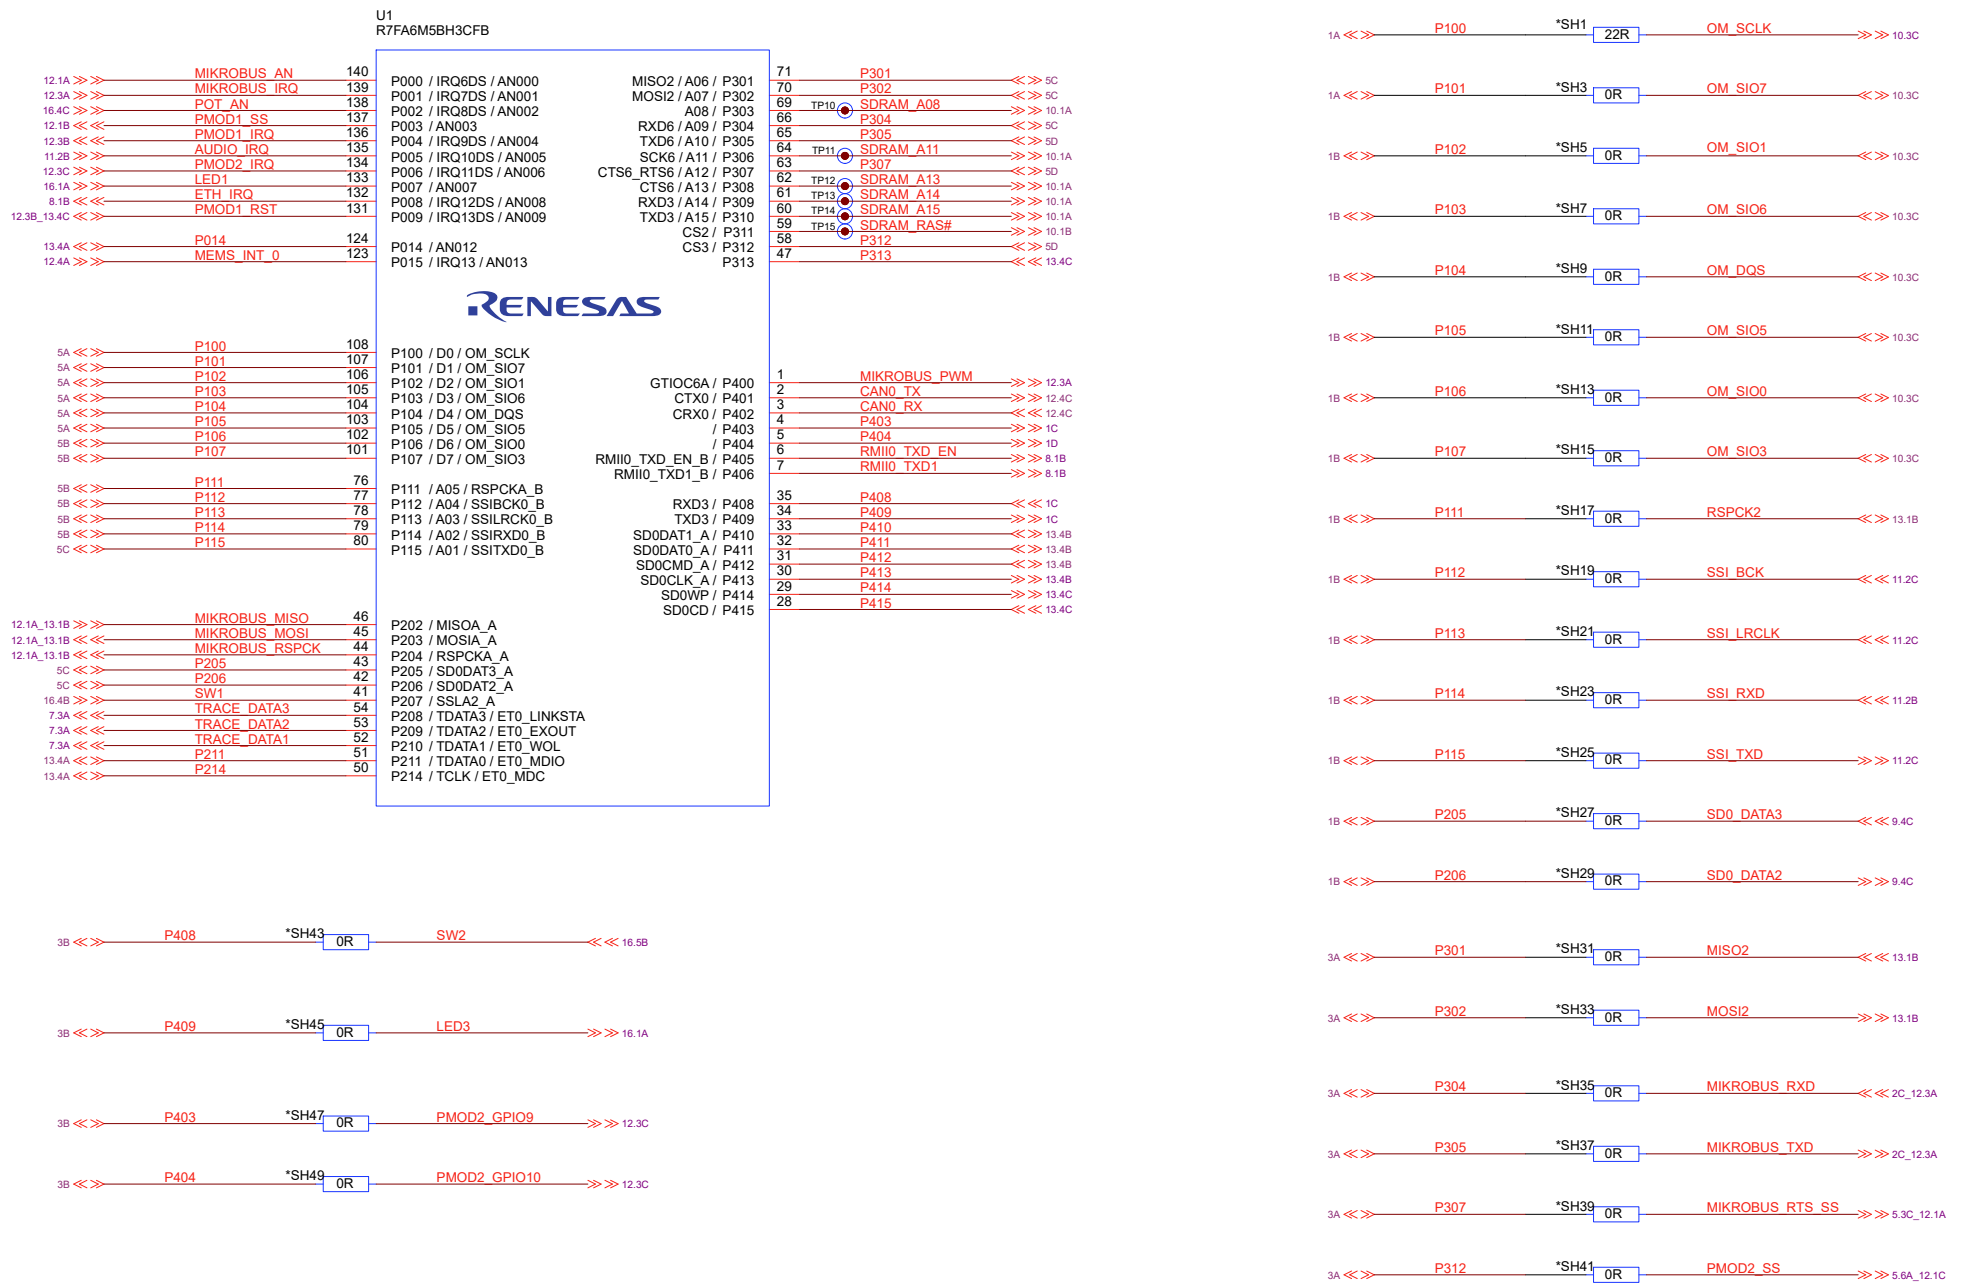 U1
R7FA6M5BH3CFB
12.1A MIKROBUS_AN 140 P000 / IRQ6DS / AN000
12.3A MIKROBUS_IRQ 139 P001 / IRQ7DS / AN001
16.4C POT_AN 138 P002 / IRQ8DS / AN002
12.1B PMOD1_SS 137 P003 / AN003
12.3B PMOD1_IRQ 136 P004 / IRQ9DS / AN004
11.2B AUDIO_IRQ 135 P005 / IRQ10DS / AN005
12.3C PMOD2_IRQ 134 P006 / IRQ11DS / AN006
16.1A LED1 133 P007 / AN007
8.1B ETH_IRQ 132 P008 / IRQ12DS / AN008
12.3B_13.4C PMOD1_RST 131 P009 / IRQ13DS / AN009
13.4A P014 124 P014 / AN012
12.4A MEMS_INT_0 123 P015 / IRQ13 / AN013
MISO2 / A06 / P301 71 P301 5C
MOSI2 / A07 / P302 70 P302 5C
A08 / P303 69 TP10 SDRAM_A08 10.1A
RXD6 / A09 / P304 66 P304 5C
TXD6 / A10 / P305 65 P305 5D
SCK6 / A11 / P306 64 TP11 SDRAM_A11 10.1A
CTS6_RTS6 / A12 / P307 63 P307 5D
CTS6 / A13 / P308 62 TP12 SDRAM_A13 10.1A
RXD3 / A14 / P309 61 TP13 SDRAM_A14 10.1A
TXD3 / A15 / P310 60 TP14 SDRAM_A15 10.1A
CS2 / P311 59 TP15 SDRAM_RAS# 10.1B
CS3 / P312 58 P312 5D
P313 47 P313 13.4C
RENESAS
5A P100 108 P100 / D0 / OM_SCLK
5A P101 107 P101 / D1 / OM_SIO7
5A P102 106 P102 / D2 / OM_SIO1
5A P103 105 P103 / D3 / OM_SIO6
5A P104 104 P104 / D4 / OM_DQS
5A P105 103 P105 / D5 / OM_SIO5
5B P106 102 P106 / D6 / OM_SIO0
5B P107 101 P107 / D7 / OM_SIO3
5B P111 76 P111 / A05 / RSPCKA_B
5B P112 77 P112 / A04 / SSIBCK0_B
5B P113 78 P113 / A03 / SSILRCK0_B
5B P114 79 P114 / A02 / SSIRXD0_B
5C P115 80 P115 / A01 / SSITXD0_B
GTIOC6A / P400 1 MIKROBUS_PWM 12.3A
CTX0 / P401 2 CAN0_TX 12.4C
CRX0 / P402 3 CAN0_RX 12.4C
/ P403 4 P403 1C
/ P404 5 P404 1D
RMII0_TXD_EN_B / P405 6 RMII0_TXD_EN 8.1B
RMII0_TXD1_B / P406 7 RMII0_TXD1 8.1B
RXD3 / P408 35 P408 1C
TXD3 / P409 34 P409 1C
SD0DAT1_A / P410 33 P410 13.4B
SD0DAT0_A / P411 32 P411 13.4B
SD0CMD_A / P412 31 P412 13.4B
SD0CLK_A / P413 30 P413 13.4B
SD0WP / P414 29 P414 13.4C
SD0CD / P415 28 P415 13.4C
12.1A_13.1B MIKROBUS_MISO 46 P202 / MISOA_A
12.1A_13.1B MIKROBUS_MOSI 45 P203 / MOSIA_A
12.1A_13.1B MIKROBUS_RSPCK 44 P204 / RSPCKA_A
5C P205 43 P205 / SD0DAT3_A
5C P206 42 P206 / SD0DAT2_A
16.4B SW1 41 P207 / SSLA2_A
7.3A TRACE_DATA3 54 P208 / TDATA3 / ET0_LINKSTA
7.3A TRACE_DATA2 53 P209 / TDATA2 / ET0_EXOUT
7.3A TRACE_DATA1 52 P210 / TDATA1 / ET0_WOL
13.4A P211 51 P211 / TDATA0 / ET0_MDIO
13.4A P214 50 P214 / TCLK / ET0_MDC
3B P408 *SH43 0R SW2 16.5B
3B P409 *SH45 0R LED3 16.1A
3B P403 *SH47 0R PMOD2_GPIO9 12.3C
3B P404 *SH49 0R PMOD2_GPIO10 12.3C
1A P100 *SH1 22R OM_SCLK 10.3C
1A P101 *SH3 0R OM_SIO7 10.3C
1B P102 *SH5 0R OM_SIO1 10.3C
1B P103 *SH7 0R OM_SIO6 10.3C
1B P104 *SH9 0R OM_DQS 10.3C
1B P105 *SH11 0R OM_SIO5 10.3C
1B P106 *SH13 0R OM_SIO0 10.3C
1B P107 *SH15 0R OM_SIO3 10.3C
1B P111 *SH17 0R RSPCK2 13.1B
1B P112 *SH19 0R SSI_BCK 11.2C
1B P113 *SH21 0R SSI_LRCLK 11.2C
1B P114 *SH23 0R SSI_RXD 11.2B
1B P115 *SH25 0R SSI_TXD 11.2C
1B P205 *SH27 0R SD0_DATA3 9.4C
1B P206 *SH29 0R SD0_DATA2 9.4C
3A P301 *SH31 0R MISO2 13.1B
3A P302 *SH33 0R MOSI2 13.1B
3A P304 *SH35 0R MIKROBUS_RXD 2C_12.3A
3A P305 *SH37 0R MIKROBUS_TXD 2C_12.3A
3A P307 *SH39 0R MIKROBUS_RTS_SS 5.3C_12.1A
3A P312 *SH41 0R PMOD2_SS 5.6A_12.1C